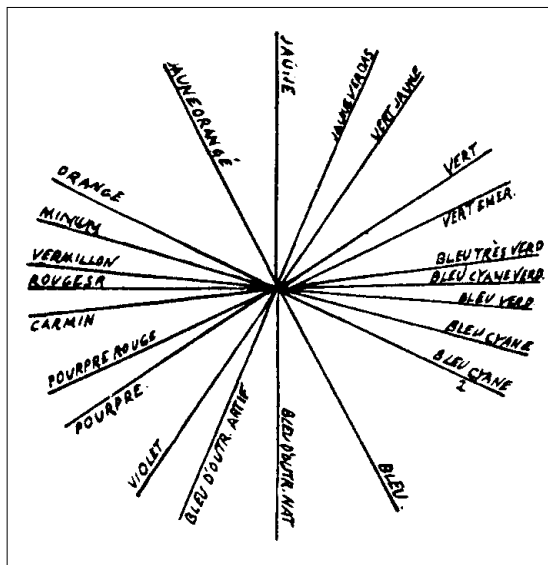 JAUNE
JAUNE VERDAS
VERT JAUNE
VERT
VERT EMER.
BLEU TRÈS VERD
BLEU CYANE VERD.
BLEU VERD.
BLEU CYANE
BLEU CYANE
2
BLEU.
BLEU D'OUTR. NAT
BLEU D'OUTR. ARTIF
VIOLET
POURPRE.
POURPRE ROUGE
CARMIN
ROUGE SR
VERMILLON
MINIUM
ORANGE
JAUNE ORANGÉ